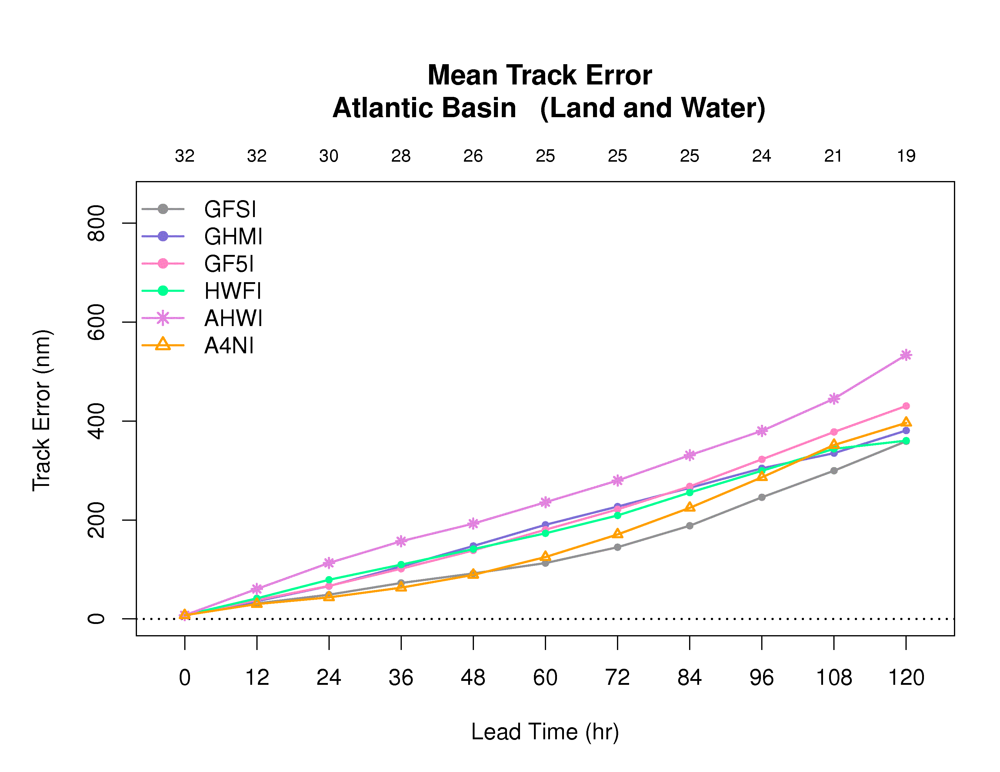 Mean Track Error
Atlantic Basin (Land and Water)
32 32 30 28 26 25 25 25 24 21 19
GFSI
GHMI
GF5I
HWFI
AHWI
A4NI
800
600
400
200
0
Track Error (nm)
0 12 24 36 48 60 72 84 96 108 120
Lead Time (hr)